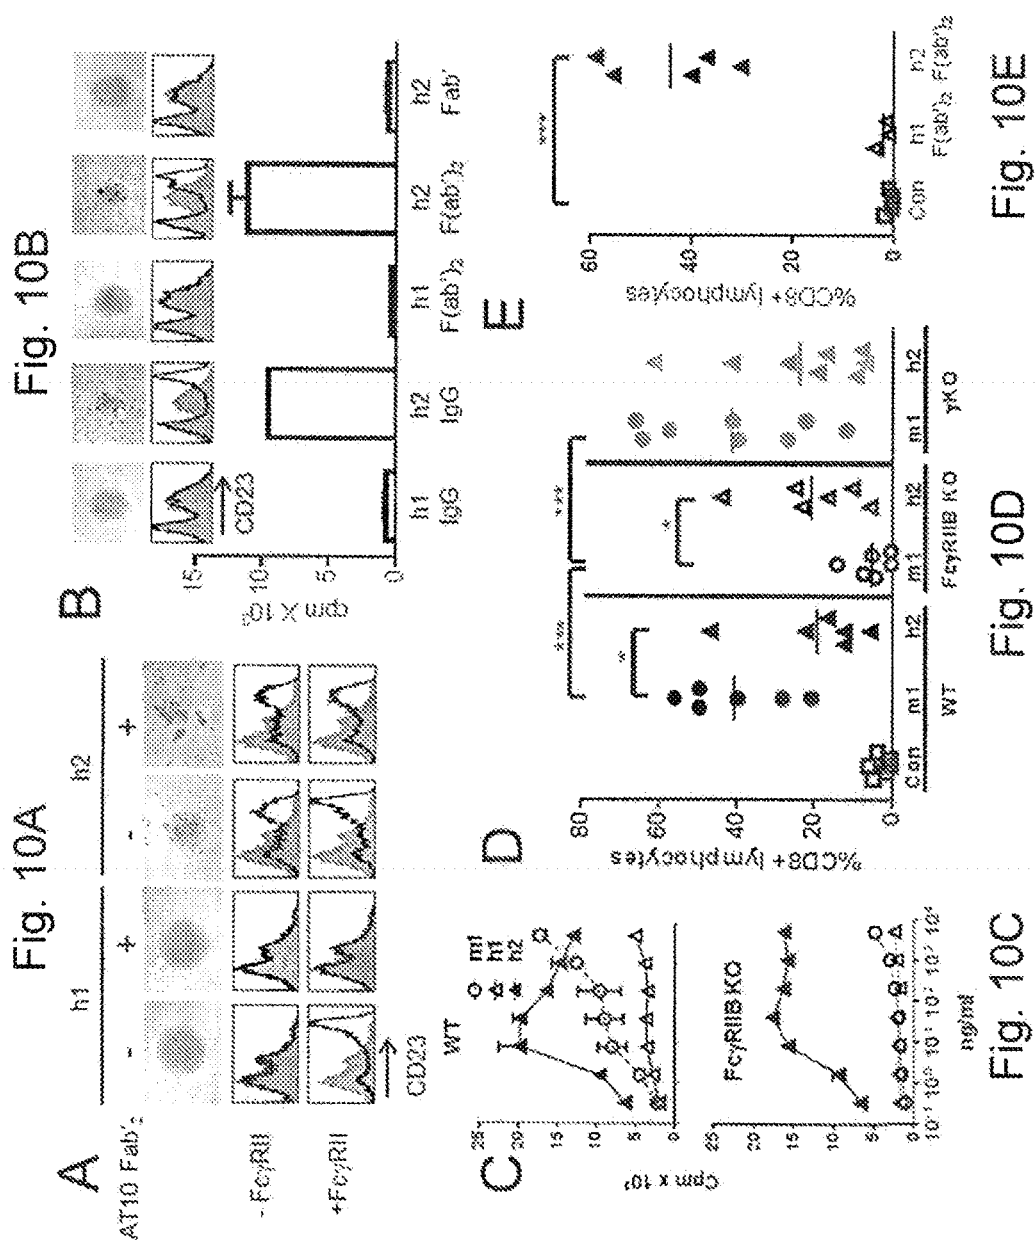 Fig. 10A
A
h1
h2
AT10 Fab'2
-
+
-
+
- FcγRII
+FcγRII
CD23
Fig. 10B
B
CD23
cpm X 10³
15
10
5
0
h1 IgG
h2 IgG
h1 F(ab')₂
h2 F(ab')₂
h2 Fab'
C
WT
m1
h1
h2
25
20
15
10
5
0
Cpm x 10³
FcγRIIB KO
25
20
15
10
5
0
10⁻¹ 10⁰ 10¹
ng/ml
Fig. 10C
D
%CD8+ lymphocytes
80
60
40
20
0
***
***
*
*
Con
m1
h2
m1
h2
m1
h2
WT
FcγRIIB KO
γKO
Fig. 10D
E
%CD8+ lymphocytes
60
40
20
0
***
Con
h1 F(ab')₂
h2 F(ab')₂
Fig. 10E